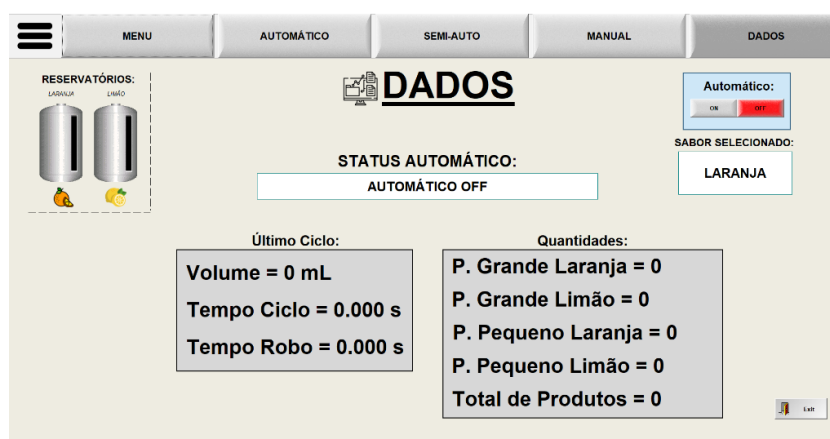 MENU
AUTOMÁTICO
SEMI-AUTO
MANUAL
DADOS
RESERVATÓRIOS:
LARANJA
LIMÃO
DADOS
Automático:
ON
OFF
SABOR SELECIONADO:
LARANJA
STATUS AUTOMÁTICO:
AUTOMÁTICO OFF
Último Ciclo:
Volume = 0 mL
Tempo Ciclo = 0.000 s
Tempo Robo = 0.000 s
Quantidades:
P. Grande Laranja = 0
P. Grande Limão = 0
P. Pequeno Laranja = 0
P. Pequeno Limão = 0
Total de Produtos = 0
Exit